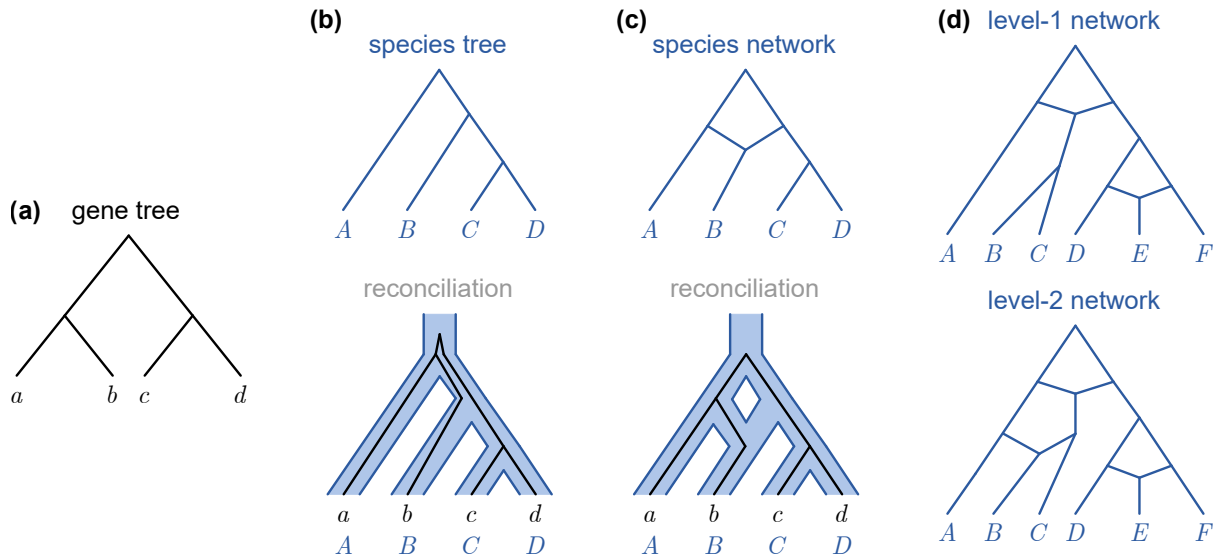 (a) gene tree
a b c d
(b)
species tree
A B C D
reconciliation
a b c d
A B C D
(c)
species network
A B C D
reconciliation
a b c d
A B C D
(d) level-1 network
A B C D E F
level-2 network
A B C D E F